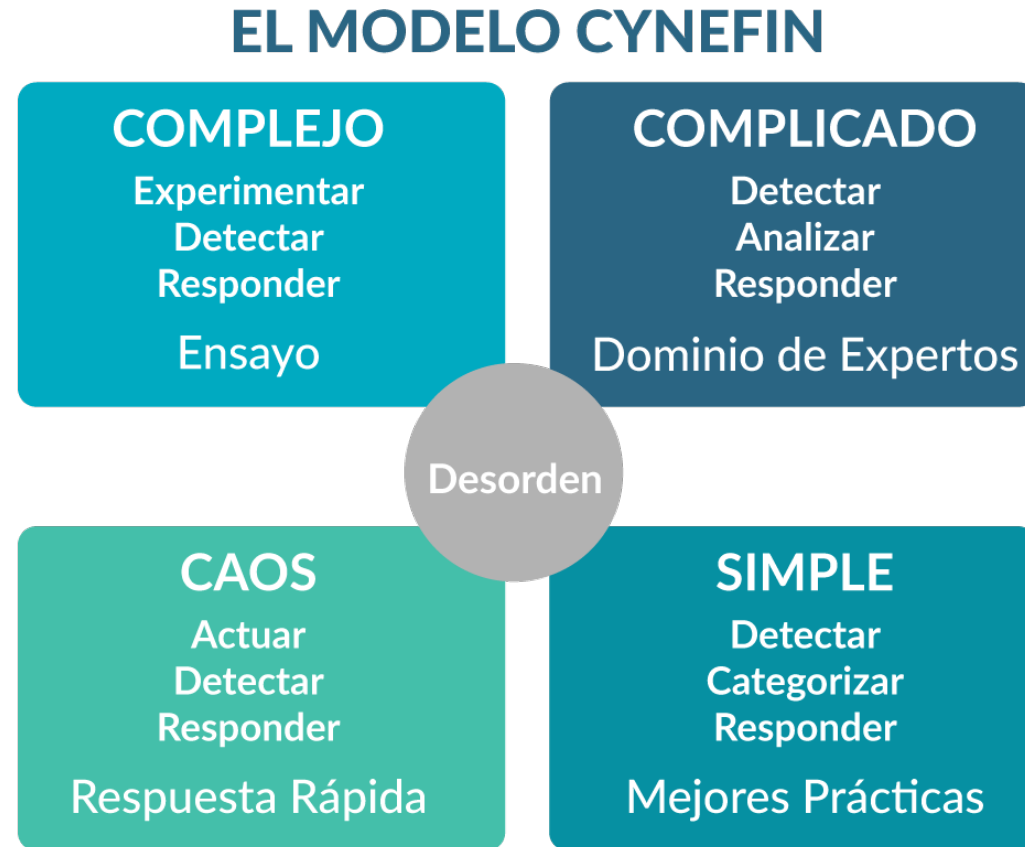 EL MODELO CYNEFIN
COMPLEJO
Experimentar
Detectar
Responder
Ensayo
COMPLICADO
Detectar
Analizar
Responder
Dominio de Expertos
Desorden
CAOS
Actuar
Detectar
Responder
Respuesta Rápida
SIMPLE
Detectar
Categorizar
Responder
Mejores Prácticas